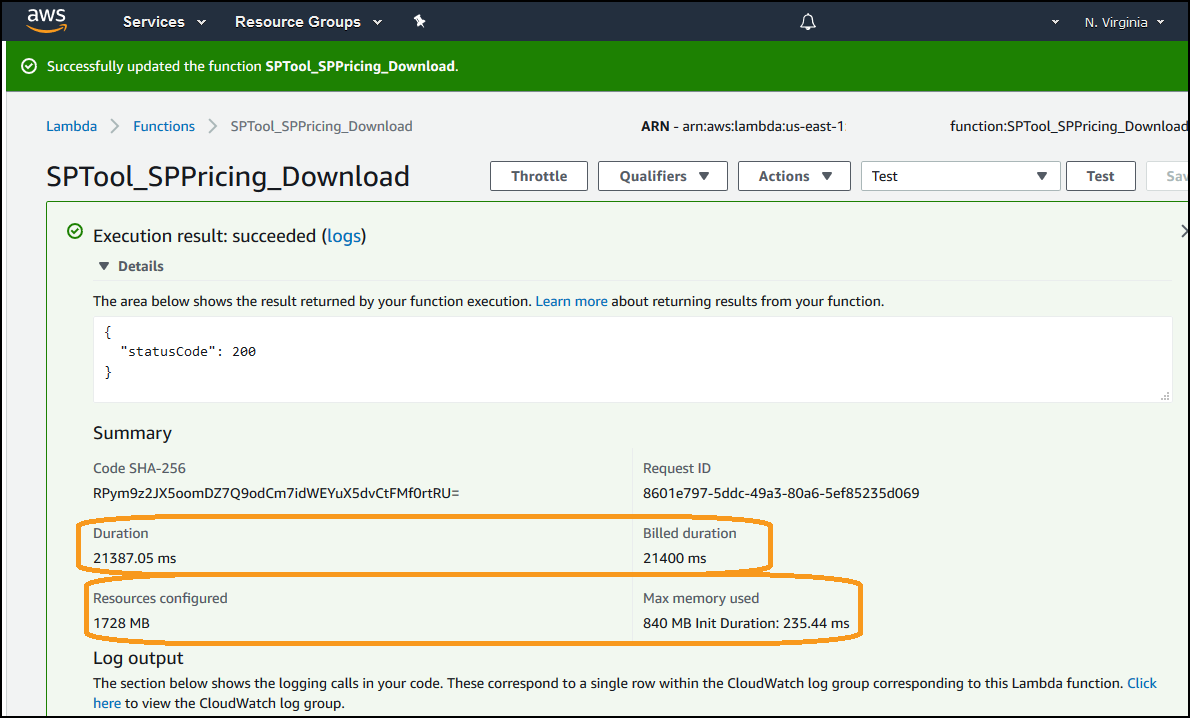 aws Services Resource Groups N. Virginia
Successfully updated the function SPTool_SPPricing_Download.
Lambda Functions SPTool_SPPricing_Download ARN - arn:aws:lambda:us-east-1: function:SPTool_SPPricing_Download
SPTool_SPPricing_Download Throttle Qualifiers Actions Test Test Sav
Execution result: succeeded (logs)
Details
The area below shows the result returned by your function execution. Learn more about returning results from your function.
{
"statusCode": 200
}
Summary
Code SHA-256 Request ID
RPym9z2JX5oomDZ7Q9odCm7idWEYuX5dvCtFMf0rtRU= 8601e797-5ddc-49a3-80a6-5ef85235d069
Duration Billed duration
21387.05 ms 21400 ms
Resources configured Max memory used
1728 MB 840 MB Init Duration: 235.44 ms
Log output
The section below shows the logging calls in your code. These correspond to a single row within the CloudWatch log group corresponding to this Lambda function. Click
here to view the CloudWatch log group.